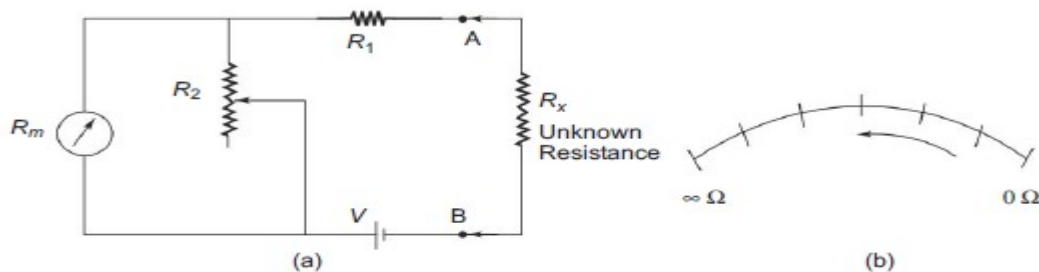 R1
A
R2
Rm
Rx
Unknown
Resistance
∞ Ω
0 Ω
V
B
(a)
(b)